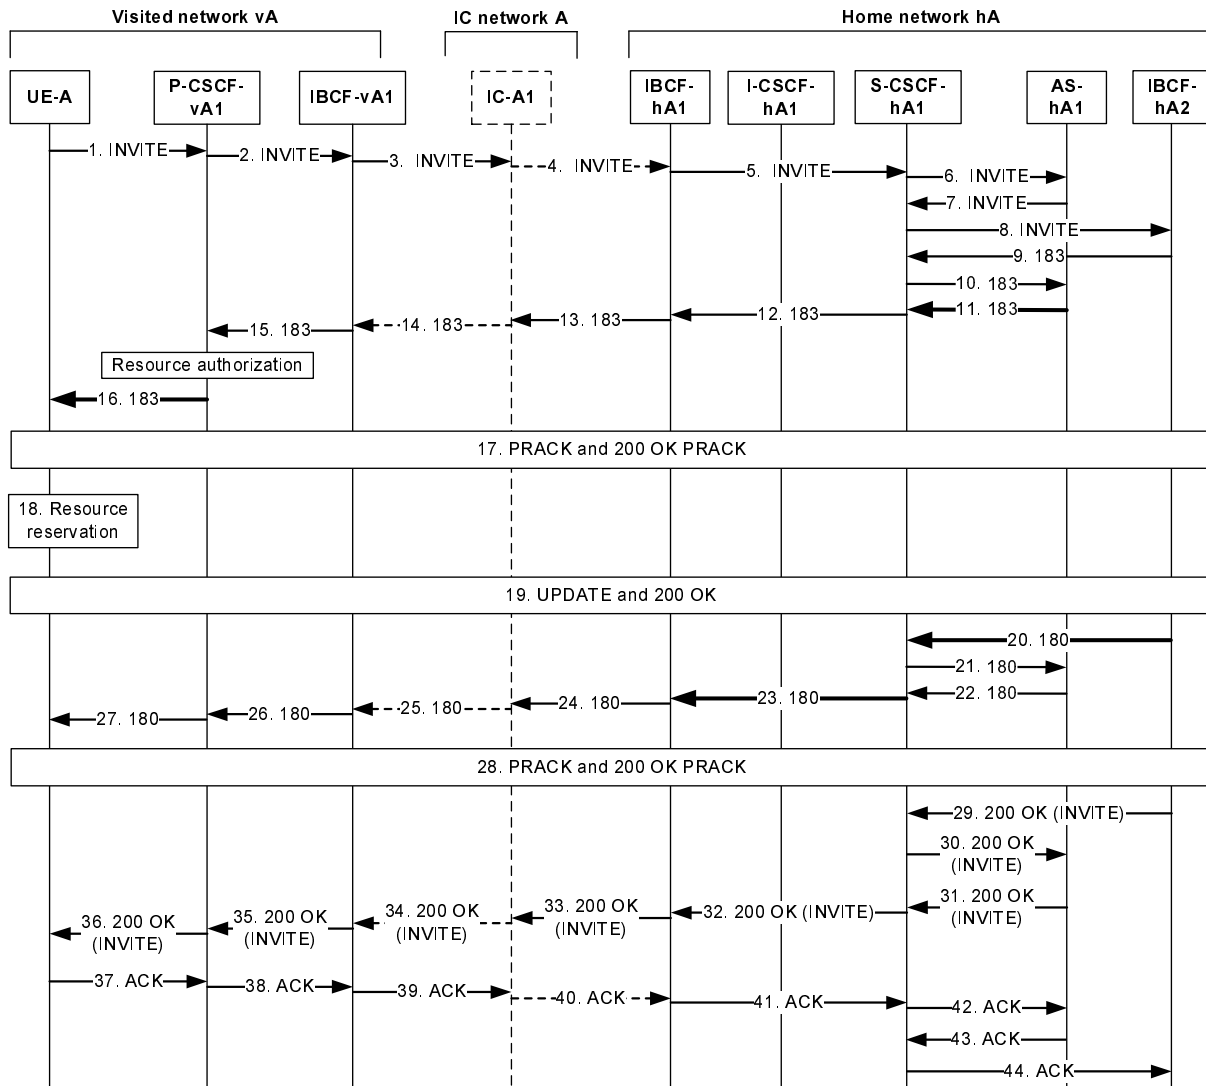 Visited network vA
IC network A
Home network hA
UE-A
P-CSCF-
vA1
IBCF-vA1
IC-A1
IBCF-
hA1
I-CSCF-
hA1
S-CSCF-
hA1
AS-
hA1
IBCF-
hA2
1. INVITE
2. INVITE
3. INVITE
4. INVITE
5. INVITE
6. INVITE
7. INVITE
8. INVITE
9. 183
10. 183
11. 183
12. 183
13. 183
14. 183
15. 183
Resource authorization
16. 183
17. PRACK and 200 OK PRACK
18. Resource
reservation
19. UPDATE and 200 OK
20. 180
21. 180
22. 180
23. 180
24. 180
25. 180
26. 180
27. 180
28. PRACK and 200 OK PRACK
29. 200 OK (INVITE)
30. 200 OK
(INVITE)
31. 200 OK
(INVITE)
32. 200 OK (INVITE)
33. 200 OK
(INVITE)
34. 200 OK
(INVITE)
35. 200 OK
(INVITE)
36. 200 OK
(INVITE)
37. ACK
38. ACK
39. ACK
40. ACK
41. ACK
42. ACK
43. ACK
44. ACK